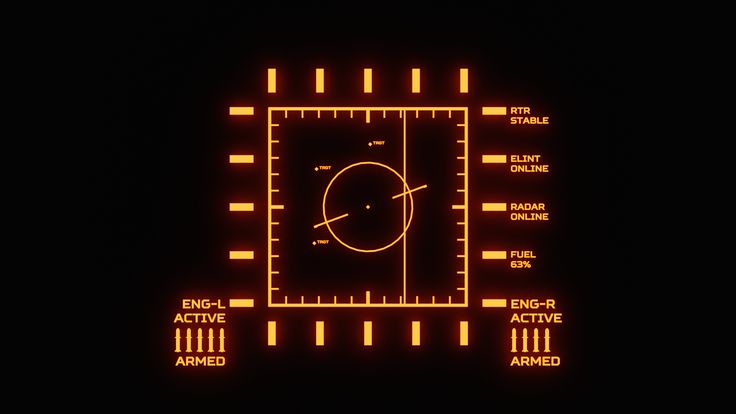 RTR
STABLE
TRGT
TRGT
ELINT
ONLINE
RADAR
ONLINE
TRGT
FUEL
63%
ENG-L
ACTIVE
ARMED
ENG-R
ACTIVE
ARMED